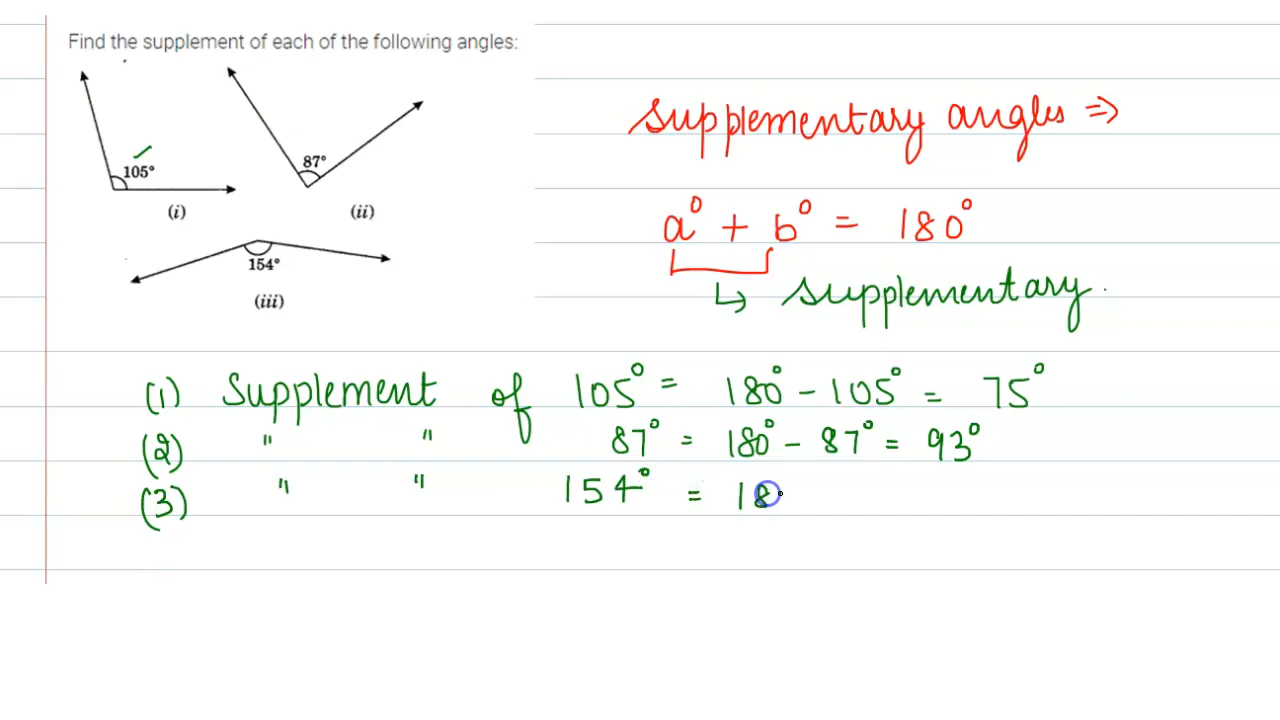 Find the supplement of each of the following angles:
105°
87°
(i)
(ii)
154°
(iii)
Supplementary angles ⇒
a° + b° = 180°
↳ Supplementary.
(1) Supplement of 105° = 180° - 105° = 75°
(2) " " 87° = 180° - 87° = 93°
(3) " " 154° = 18